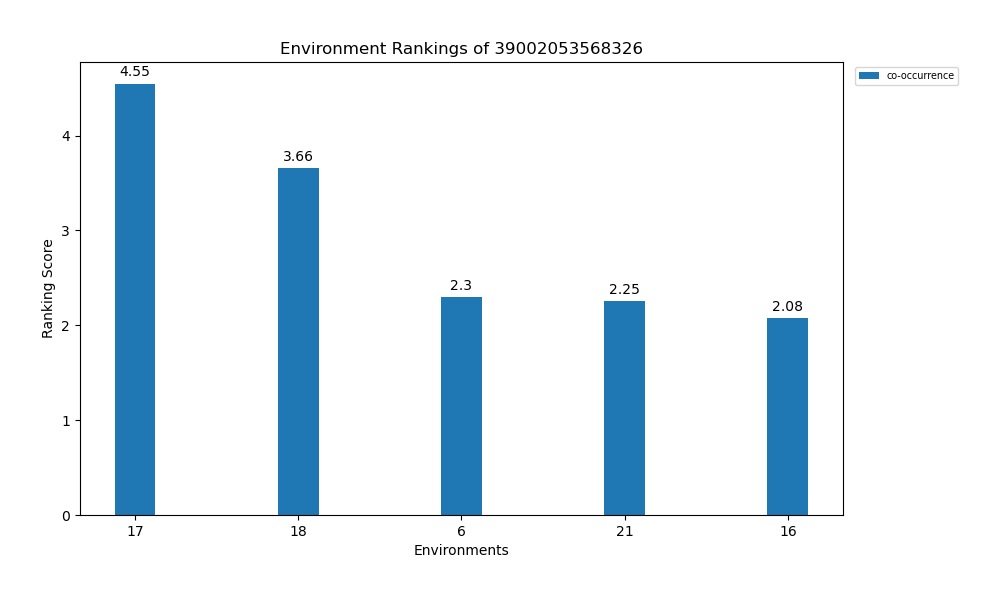 Environment Rankings of 39002053568326
co-occurrence
4.55
3.66
2.3
2.25
2.08
Ranking Score
4
3
2
1
0
17 18 6 21 16
Environments